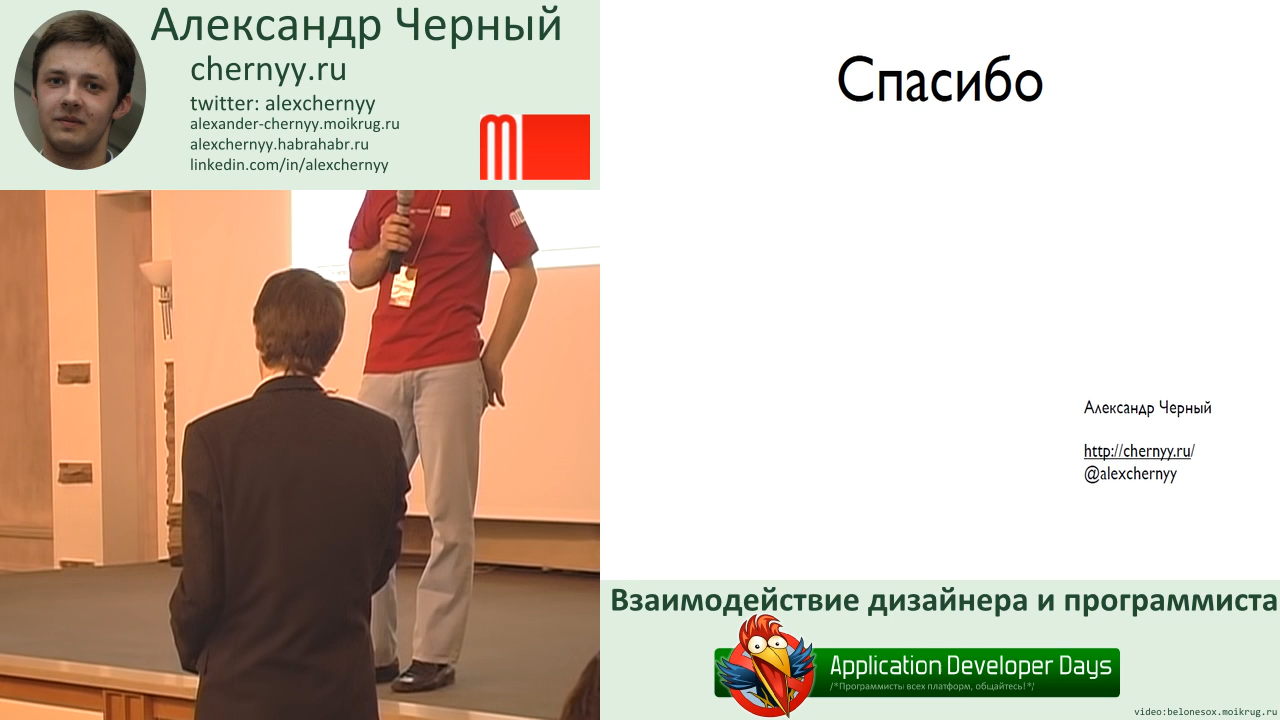 Александр Черный
chernyy.ru
twitter: alexchernyy
alexander-chernyy.moikrug.ru
alexchernyy.habrahabr.ru
linkedin.com/in/alexchernyy
Спасибо
Александр Черный
http://chernyy.ru/
@alexchernyy
Взаимодействие дизайнера и программиста
Application Developer Days
/*Программисты всех платформ, общайтесь!*/
video:belonesox.moikrug.ru